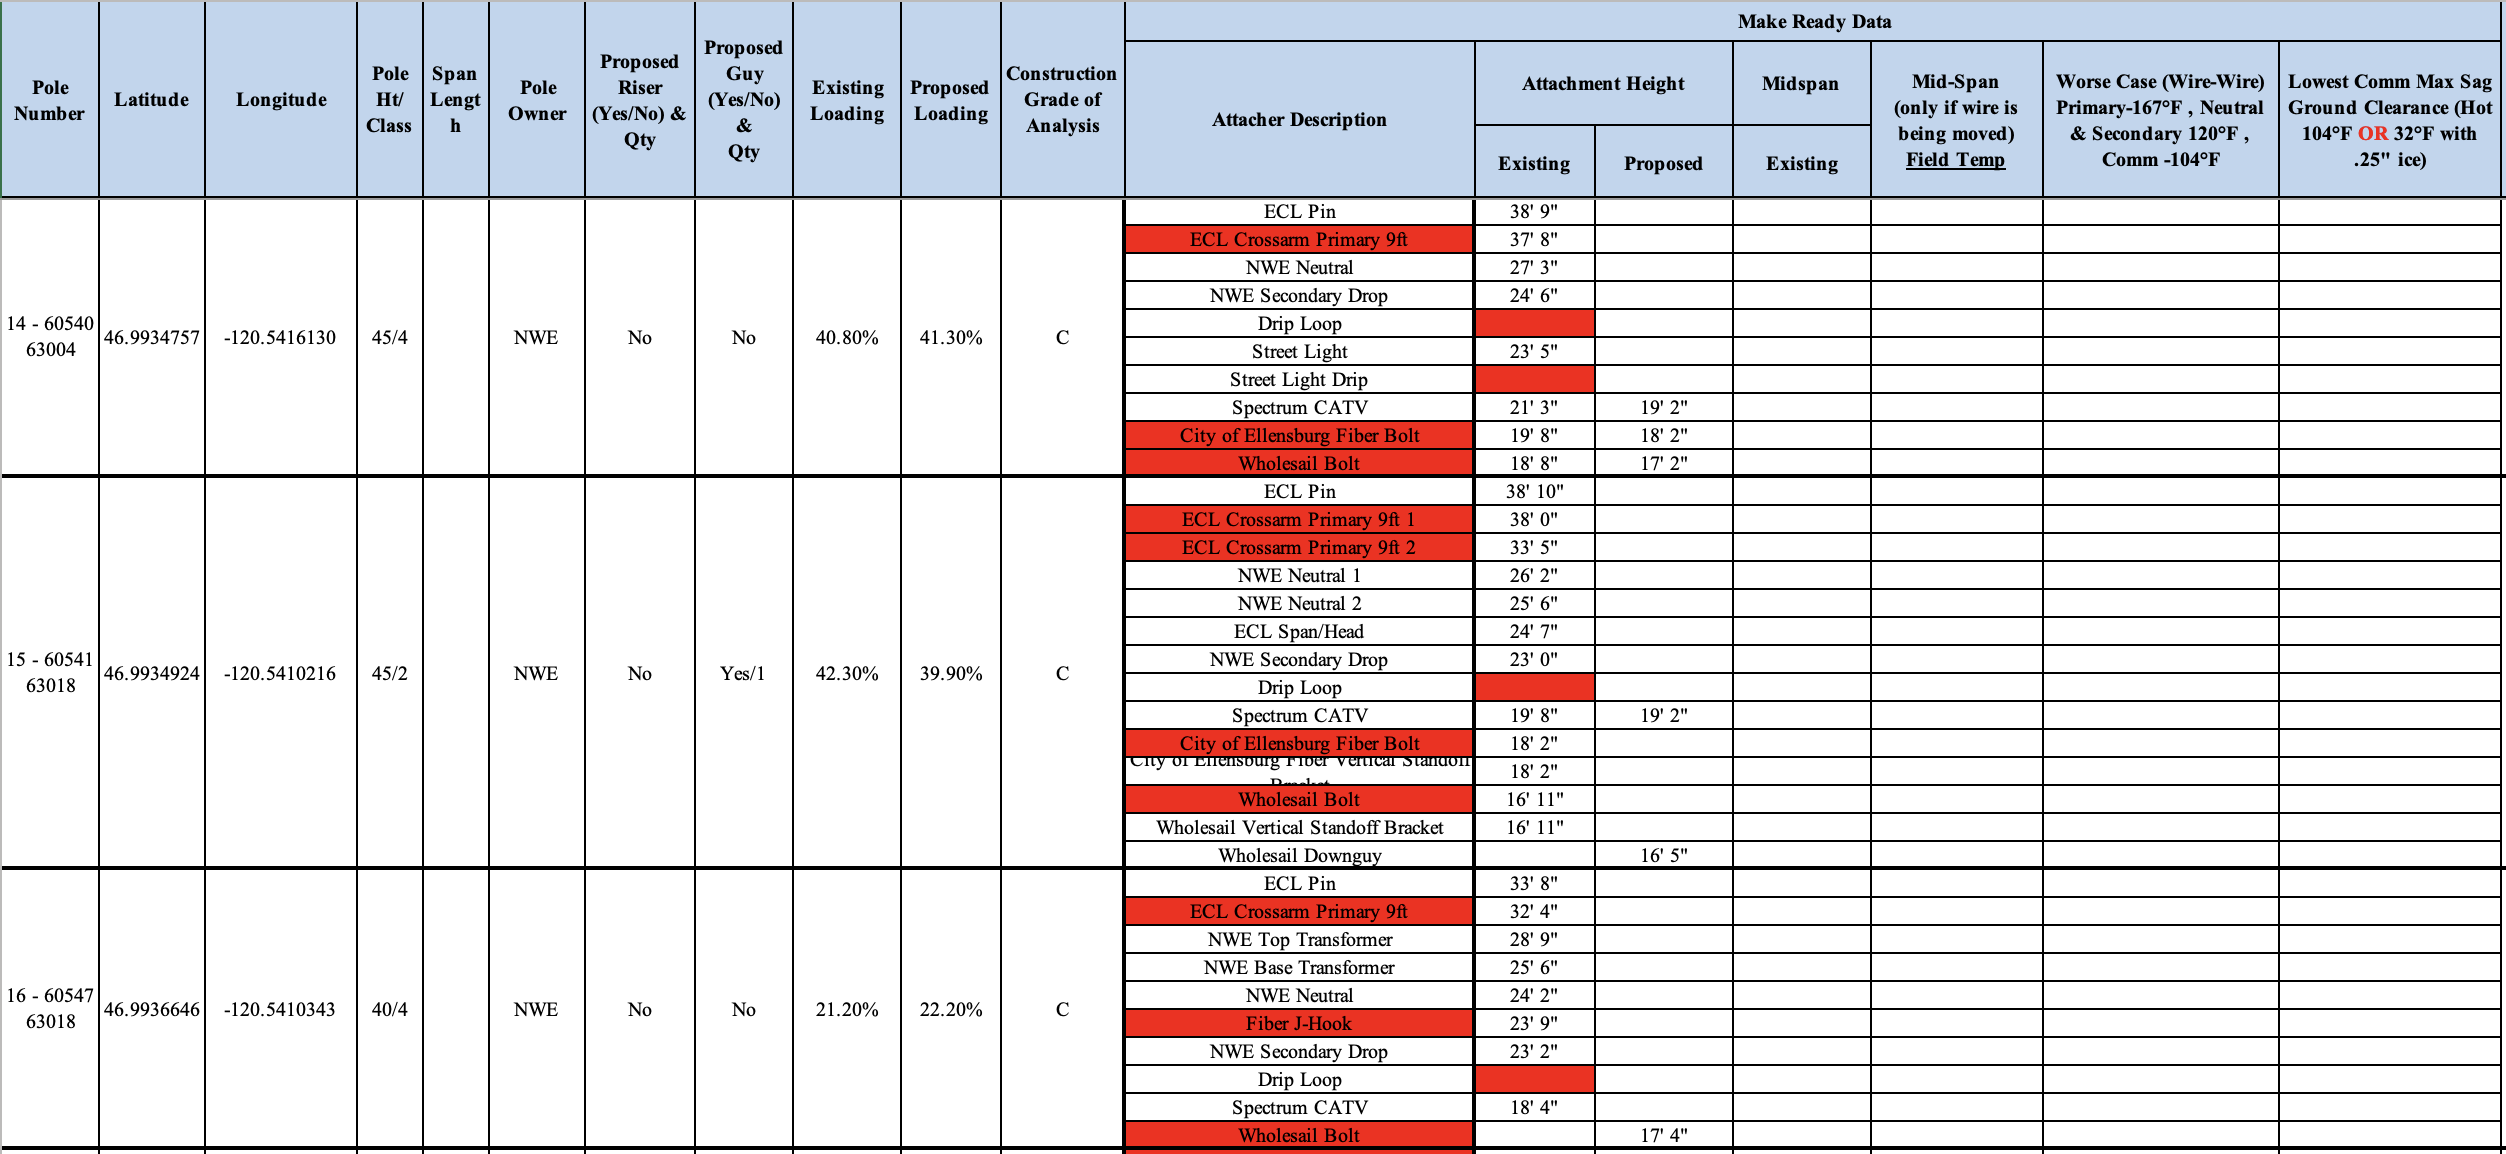 Make Ready Data
Pole Number
Latitude
Longitude
Pole Ht/ Class
Span Lengt h
Pole Owner
Proposed Riser (Yes/No) & Qty
Proposed Guy (Yes/No) & Qty
Existing Loading
Proposed Loading
Construction Grade of Analysis
Attacher Description
Attachment Height
Existing
Proposed
Midspan
Existing
Mid-Span (only if wire is being moved) Field Temp
Worse Case (Wire-Wire) Primary-167°F , Neutral & Secondary 120°F , Comm -104°F
Lowest Comm Max Sag Ground Clearance (Hot 104°F OR 32°F with .25" ice)
14 - 60540 63004
46.9934757
-120.5416130
45/4
NWE
No
No
40.80%
41.30%
C
ECL Pin 38' 9"
ECL Crossarm Primary 9ft 37' 8"
NWE Neutral 27' 3"
NWE Secondary Drop 24' 6"
Drip Loop
Street Light 23' 5"
Street Light Drip
Spectrum CATV 21' 3" 19' 2"
City of Ellensburg Fiber Bolt 19' 8" 18' 2"
Wholesail Bolt 18' 8" 17' 2"
15 - 60541 63018
46.9934924
-120.5410216
45/2
NWE
No
Yes/1
42.30%
39.90%
C
ECL Pin 38' 10"
ECL Crossarm Primary 9ft 1 38' 0"
ECL Crossarm Primary 9ft 2 33' 5"
NWE Neutral 1 26' 2"
NWE Neutral 2 25' 6"
ECL Span/Head 24' 7"
NWE Secondary Drop 23' 0"
Drip Loop
Spectrum CATV 19' 8" 19' 2"
City of Ellensburg Fiber Bolt 18' 2"
City of Ellensburg Fiber Vertical Standoff Bracket 18' 2"
Wholesail Bolt 16' 11"
Wholesail Vertical Standoff Bracket 16' 11"
Wholesail Downguy 16' 5"
16 - 60547 63018
46.9936646
-120.5410343
40/4
NWE
No
No
21.20%
22.20%
C
ECL Pin 33' 8"
ECL Crossarm Primary 9ft 32' 4"
NWE Top Transformer 28' 9"
NWE Base Transformer 25' 6"
NWE Neutral 24' 2"
Fiber J-Hook 23' 9"
NWE Secondary Drop 23' 2"
Drip Loop
Spectrum CATV 18' 4"
Wholesail Bolt 17' 4"